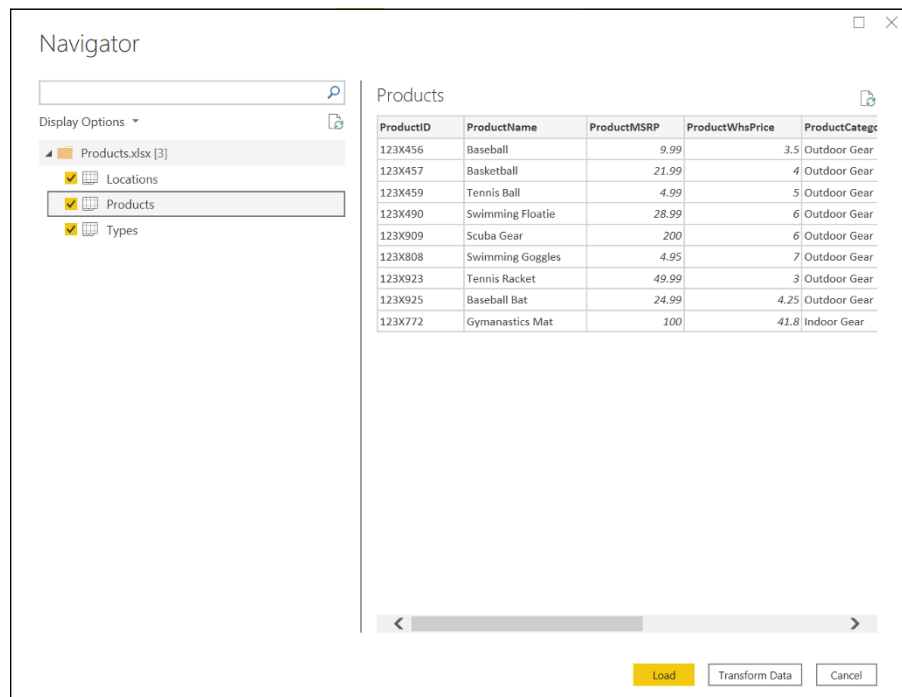 Navigator
Display Options
Products.xlsx [3]
Locations
Products
Types
Products
ProductID ProductName ProductMSRP ProductWhsPrice ProductCatego
123X456 Baseball 9.99 3.5 Outdoor Gear
123X457 Basketball 21.99 4 Outdoor Gear
123X459 Tennis Ball 4.99 5 Outdoor Gear
123X490 Swimming Floatie 28.99 6 Outdoor Gear
123X909 Scuba Gear 200 6 Outdoor Gear
123X808 Swimming Goggles 4.95 7 Outdoor Gear
123X923 Tennis Racket 49.99 3 Outdoor Gear
123X925 Baseball Bat 24.99 4.25 Outdoor Gear
123X772 Gymanastics Mat 100 41.8 Indoor Gear
Load Transform Data Cancel